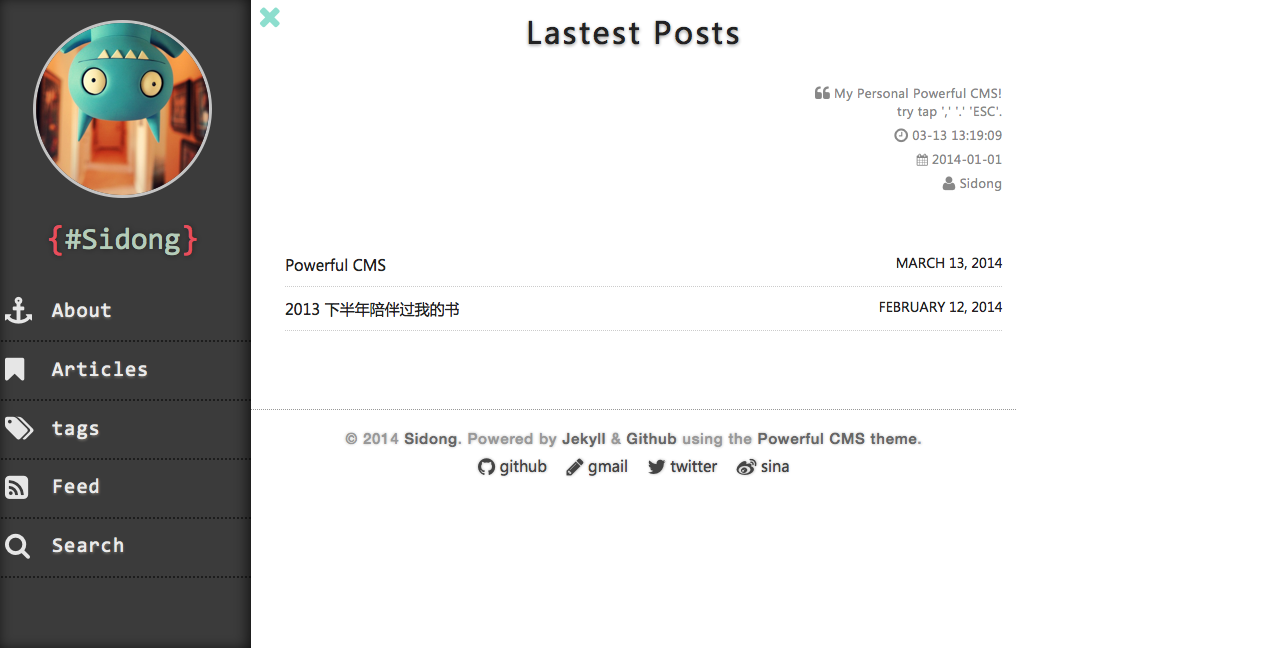 {#Sidong}
About
Articles
tags
Feed
Search
Lastest Posts
My Personal Powerful CMS!
try tap ',' '.' 'ESC'.
03-13 13:19:09
2014-01-01
Sidong
Powerful CMS MARCH 13, 2014
2013 下半年陪伴过我的书 FEBRUARY 12, 2014
© 2014 Sidong. Powered by Jekyll & Github using the Powerful CMS theme.
github gmail twitter sina